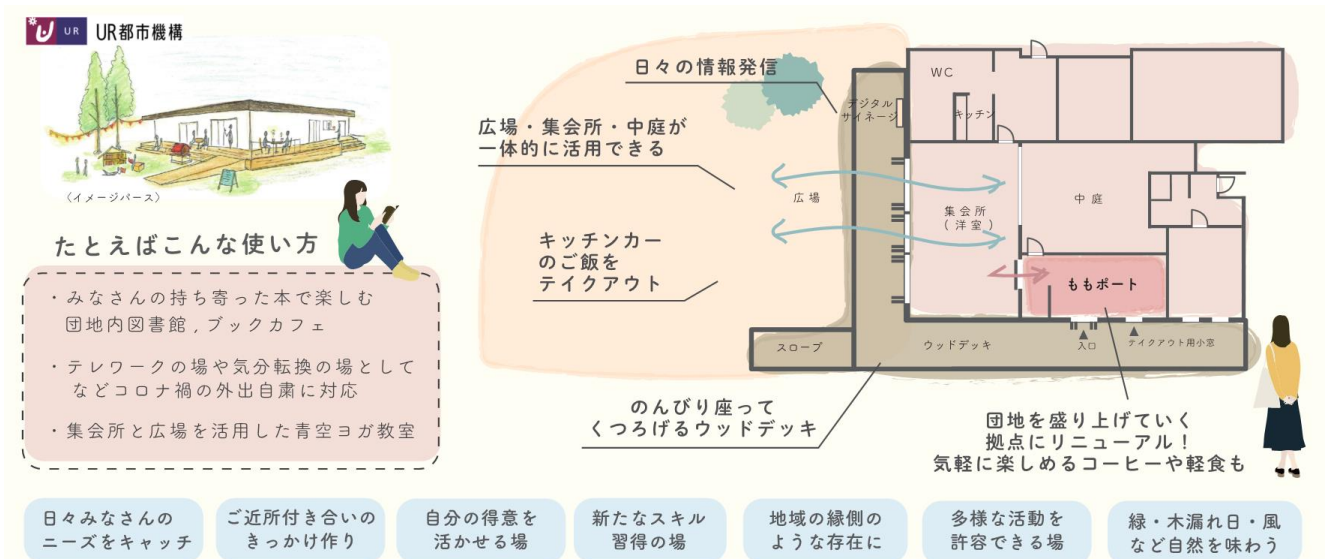 UR UR都市機構
〈イメージパース〉
たとえばこんな使い方
・みなさんの持ち寄った本で楽しむ
団地内図書館,ブックカフェ
・テレワークの場や気分転換の場として
などコロナ禍の外出自粛に対応
・集会所と広場を活用した青空ヨガ教室
日々の情報発信
広場・集会所・中庭が
一体的に活用できる
キッチンカー
のご飯を
テイクアウト
広場
デジタル
サイネージ
WC
キッチン
集会所
(洋室)
中庭
ももポート
スロープ
ウッドデッキ
入口
テイクアウト用小窓
のんびり座って
くつろげるウッドデッキ
団地を盛り上げていく
拠点にリニューアル!
気軽に楽しめるコーヒーや軽食も
日々みなさんの
ニーズをキャッチ
ご近所付き合いの
きっかけ作り
自分の得意を
活かせる場
新たなスキル
習得の場
地域の縁側の
ような存在に
多様な活動を
許容できる場
緑・木漏れ日・風
など自然を味わう